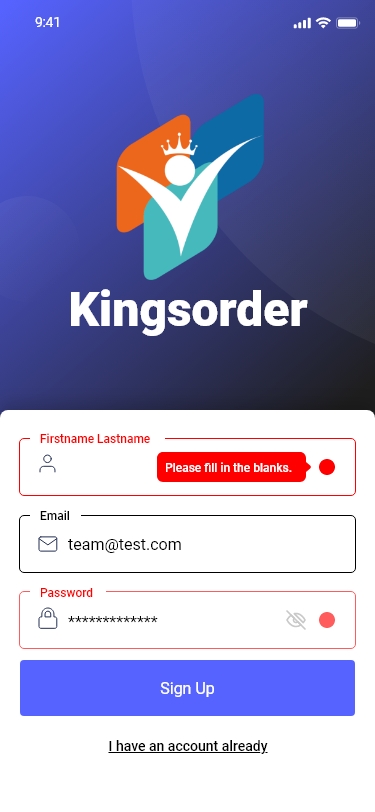 9:41
Kingsorder
Firstname Lastname
Please fill in the blanks.
Email
team@test.com
Password
*************
Sign Up
I have an account already